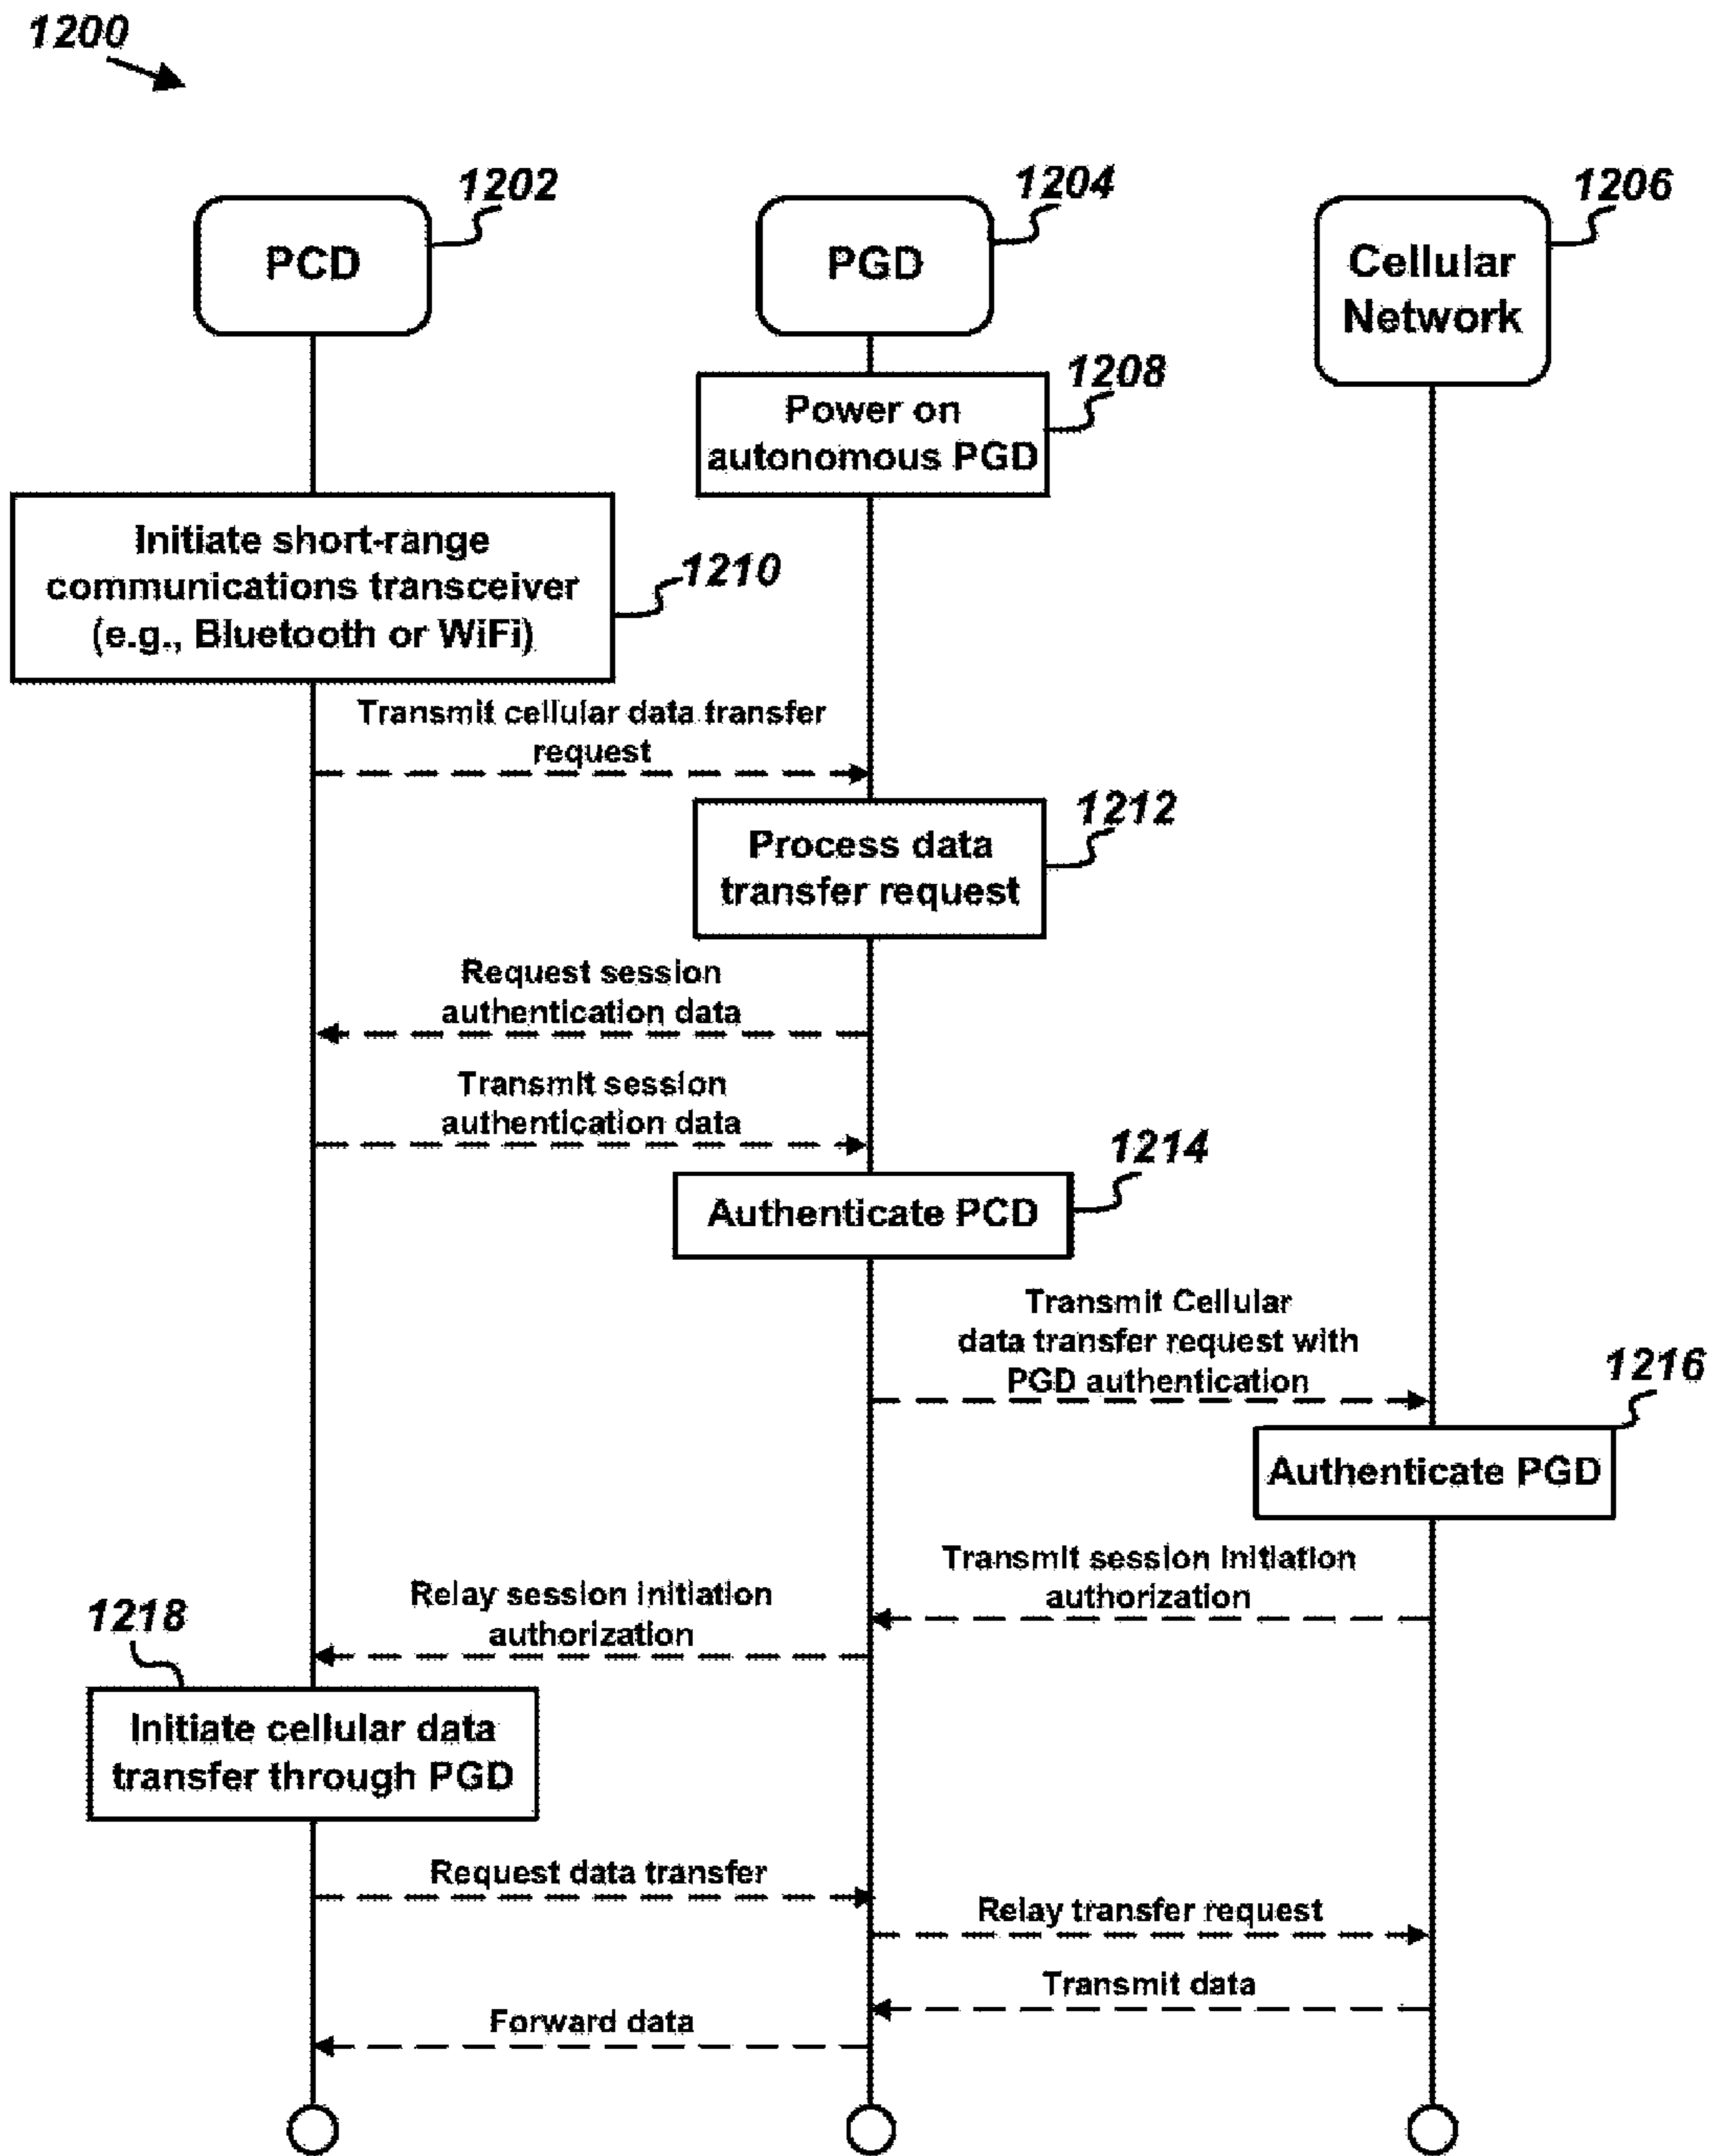 1200
1202
1204
1206
PCD
PGD
Cellular
Network
1208
Power on
autonomous PGD
Initiate short-range
communications transceiver
(e.g., Bluetooth or WiFi)
1210
Transmit cellular data transfer
request
1212
Process data
transfer request
Request session
authentication data
Transmit session
authentication data
1214
Authenticate PCD
Transmit Cellular
data transfer request with
PGD authentication
1216
Authenticate PGD
Transmit session initiation
authorization
Relay session initiation
authorization
1218
Initiate cellular data
transfer through PGD
Request data transfer
Relay transfer request
Transmit data
Forward data